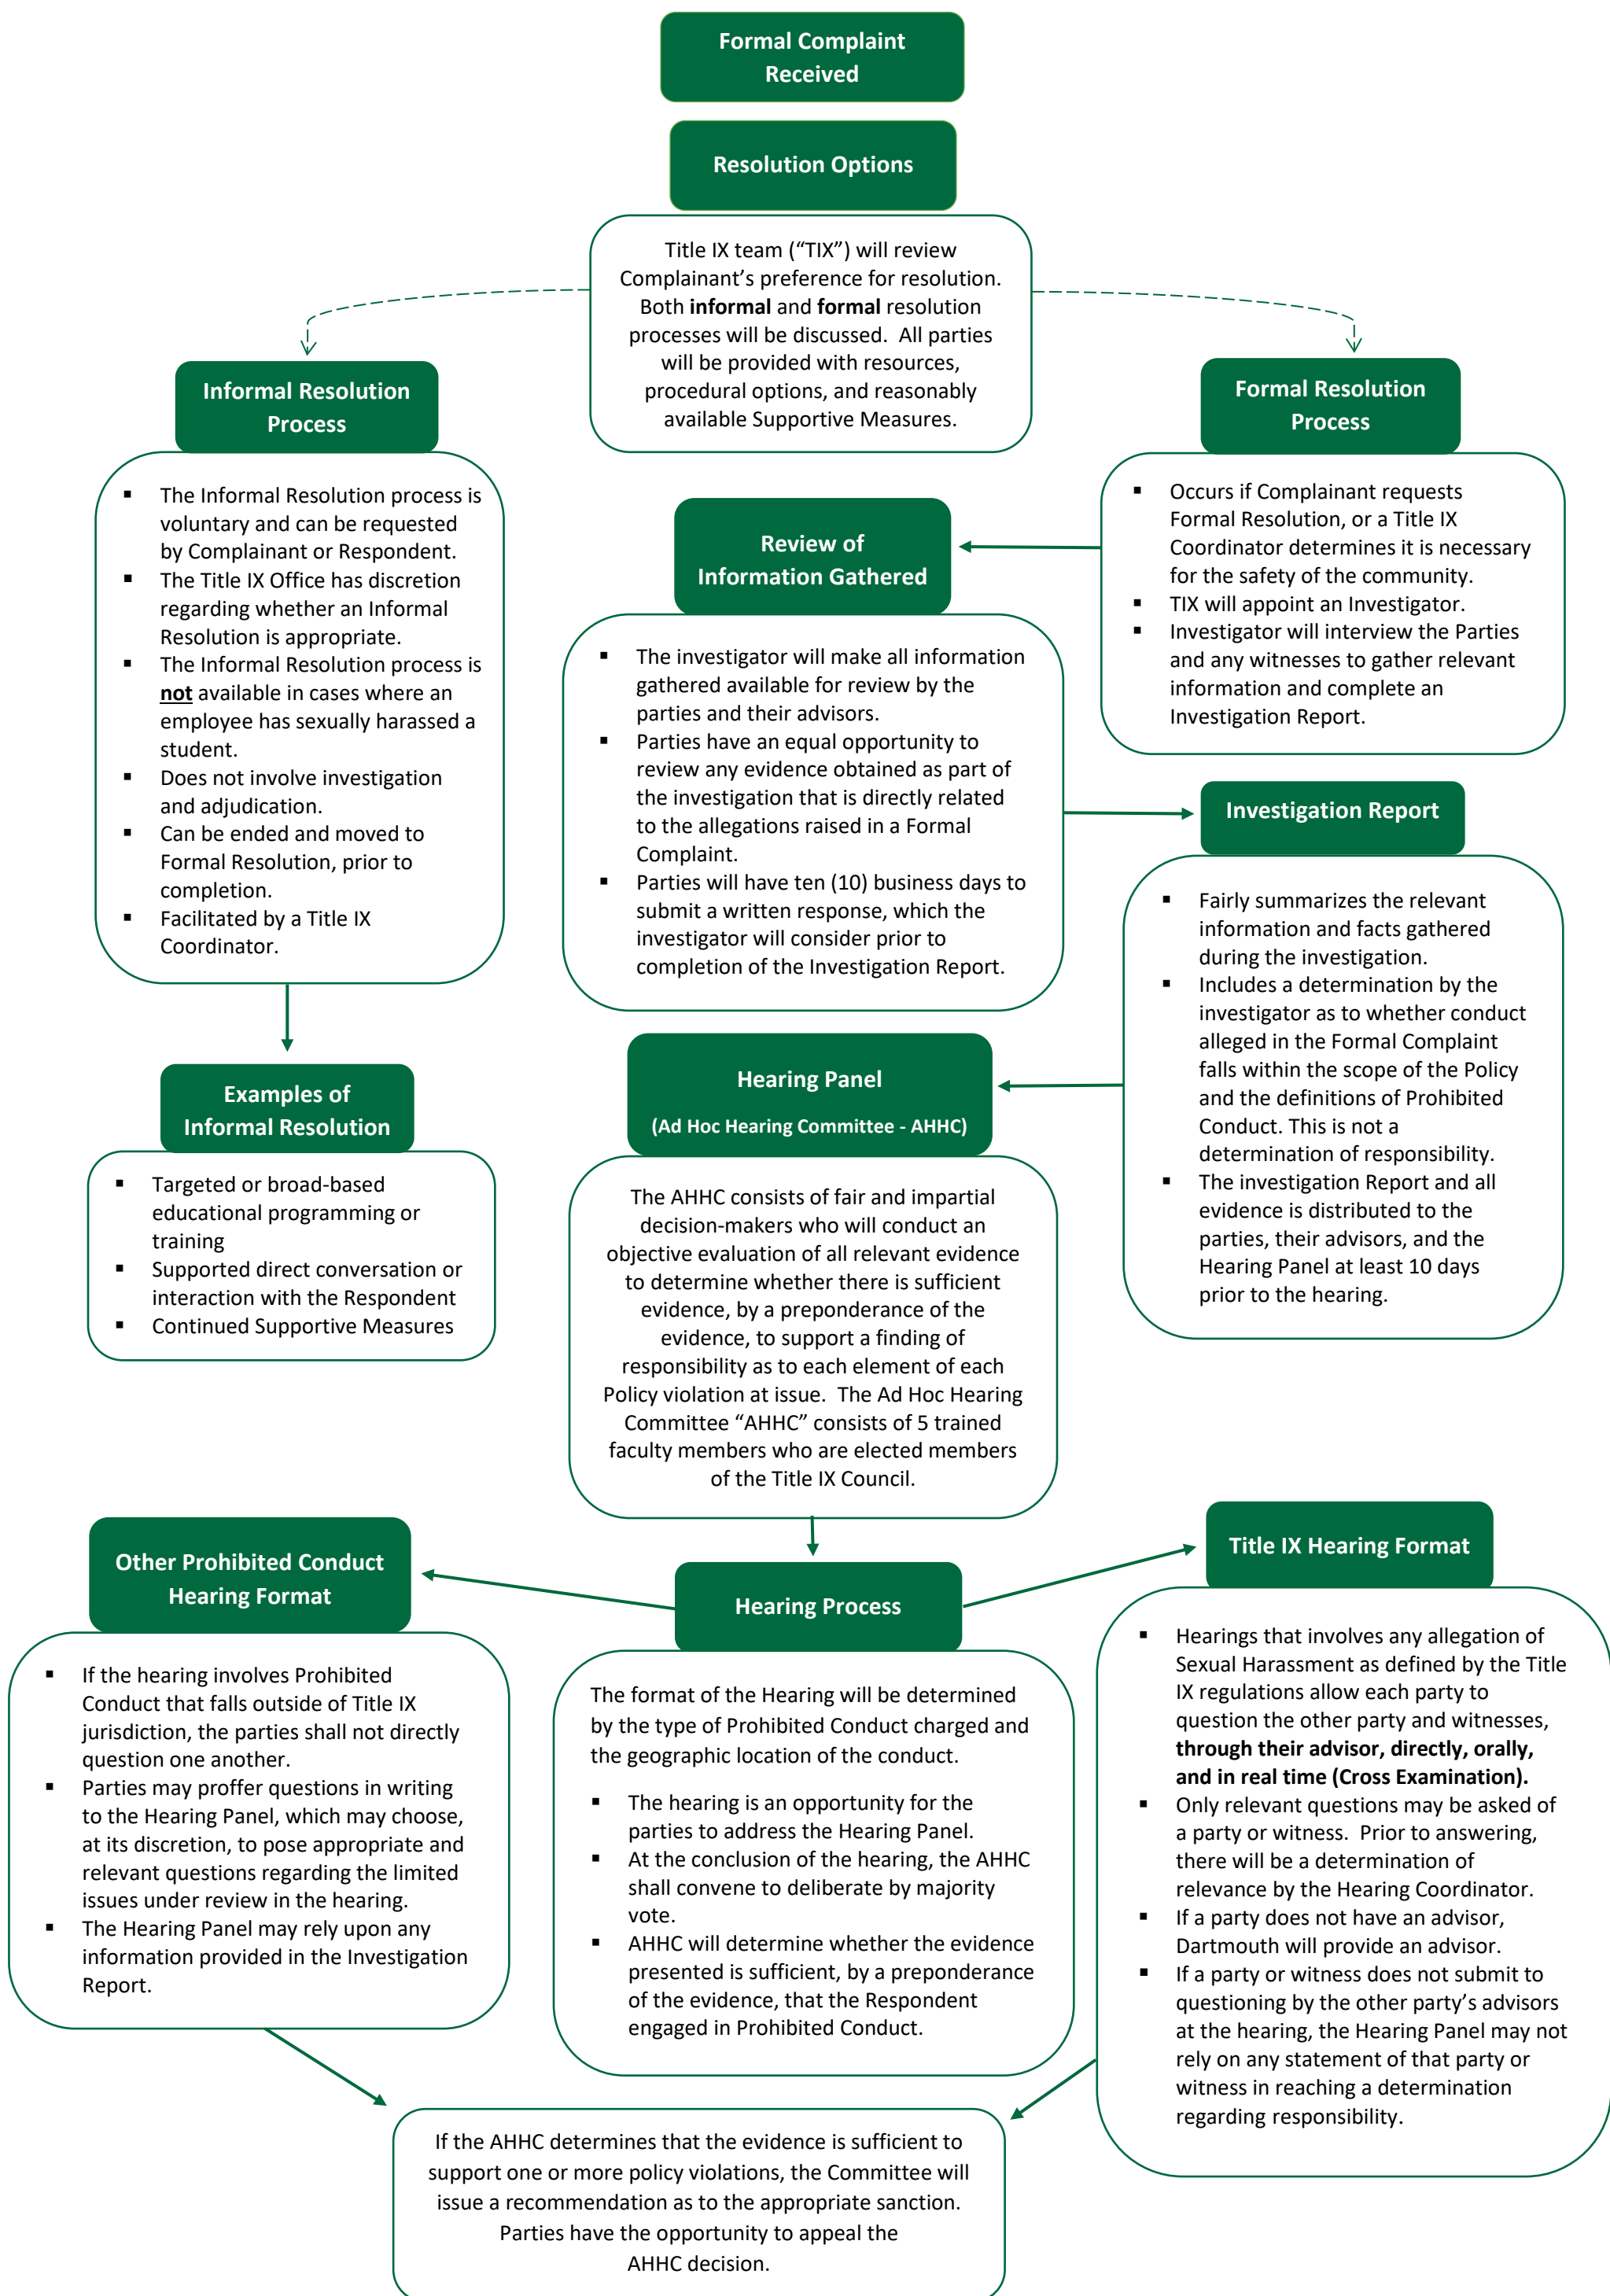 Formal Complaint
Received
Resolution Options
Title IX team (“TIX”) will review
Complainant’s preference for resolution.
Both informal and formal resolution
processes will be discussed.  All parties
will be provided with resources,
procedural options, and reasonably
available Supportive Measures.
Informal Resolution
Process
▪ The Informal Resolution process is
voluntary and can be requested
by Complainant or Respondent.
▪ The Title IX Office has discretion
regarding whether an Informal
Resolution is appropriate.
▪ The Informal Resolution process is
not available in cases where an
employee has sexually harassed a
student.
▪ Does not involve investigation
and adjudication.
▪ Can be ended and moved to
Formal Resolution, prior to
completion.
▪ Facilitated by a Title IX
Coordinator.
Examples of
Informal Resolution
▪ Targeted or broad-based
educational programming or
training
▪ Supported direct conversation or
interaction with the Respondent
▪ Continued Supportive Measures
Formal Resolution
Process
▪ Occurs if Complainant requests
Formal Resolution, or a Title IX
Coordinator determines it is necessary
for the safety of the community.
▪ TIX will appoint an Investigator.
▪ Investigator will interview the Parties
and any witnesses to gather relevant
information and complete an
Investigation Report.
Review of
Information Gathered
▪ The investigator will make all information
gathered available for review by the
parties and their advisors.
▪ Parties have an equal opportunity to
review any evidence obtained as part of
the investigation that is directly related
to the allegations raised in a Formal
Complaint.
▪ Parties will have ten (10) business days to
submit a written response, which the
investigator will consider prior to
completion of the Investigation Report.
Investigation Report
▪ Fairly summarizes the relevant
information and facts gathered
during the investigation.
▪ Includes a determination by the
investigator as to whether conduct
alleged in the Formal Complaint
falls within the scope of the Policy
and the definitions of Prohibited
Conduct. This is not a
determination of responsibility.
▪ The investigation Report and all
evidence is distributed to the
parties, their advisors, and the
Hearing Panel at least 10 days
prior to the hearing.
Hearing Panel
(Ad Hoc Hearing Committee - AHHC)
The AHHC consists of fair and impartial
decision-makers who will conduct an
objective evaluation of all relevant evidence
to determine whether there is sufficient
evidence, by a preponderance of the
evidence, to support a finding of
responsibility as to each element of each
Policy violation at issue.  The Ad Hoc Hearing
Committee “AHHC” consists of 5 trained
faculty members who are elected members
of the Title IX Council.
Hearing Process
The format of the Hearing will be determined
by the type of Prohibited Conduct charged and
the geographic location of the conduct.
▪ The hearing is an opportunity for the
parties to address the Hearing Panel.
▪ At the conclusion of the hearing, the AHHC
shall convene to deliberate by majority
vote.
▪ AHHC will determine whether the evidence
presented is sufficient, by a preponderance
of the evidence, that the Respondent
engaged in Prohibited Conduct.
Other Prohibited Conduct
Hearing Format
▪ If the hearing involves Prohibited
Conduct that falls outside of Title IX
jurisdiction, the parties shall not directly
question one another.
▪ Parties may proffer questions in writing
to the Hearing Panel, which may choose,
at its discretion, to pose appropriate and
relevant questions regarding the limited
issues under review in the hearing.
▪ The Hearing Panel may rely upon any
information provided in the Investigation
Report.
Title IX Hearing Format
▪ Hearings that involves any allegation of
Sexual Harassment as defined by the Title
IX regulations allow each party to
question the other party and witnesses,
through their advisor, directly, orally,
and in real time (Cross Examination).
▪ Only relevant questions may be asked of
a party or witness.  Prior to answering,
there will be a determination of
relevance by the Hearing Coordinator.
▪ If a party does not have an advisor,
Dartmouth will provide an advisor.
▪ If a party or witness does not submit to
questioning by the other party’s advisors
at the hearing, the Hearing Panel may not
rely on any statement of that party or
witness in reaching a determination
regarding responsibility.
If the AHHC determines that the evidence is sufficient to
support one or more policy violations, the Committee will
issue a recommendation as to the appropriate sanction.
Parties have the opportunity to appeal the
AHHC decision.